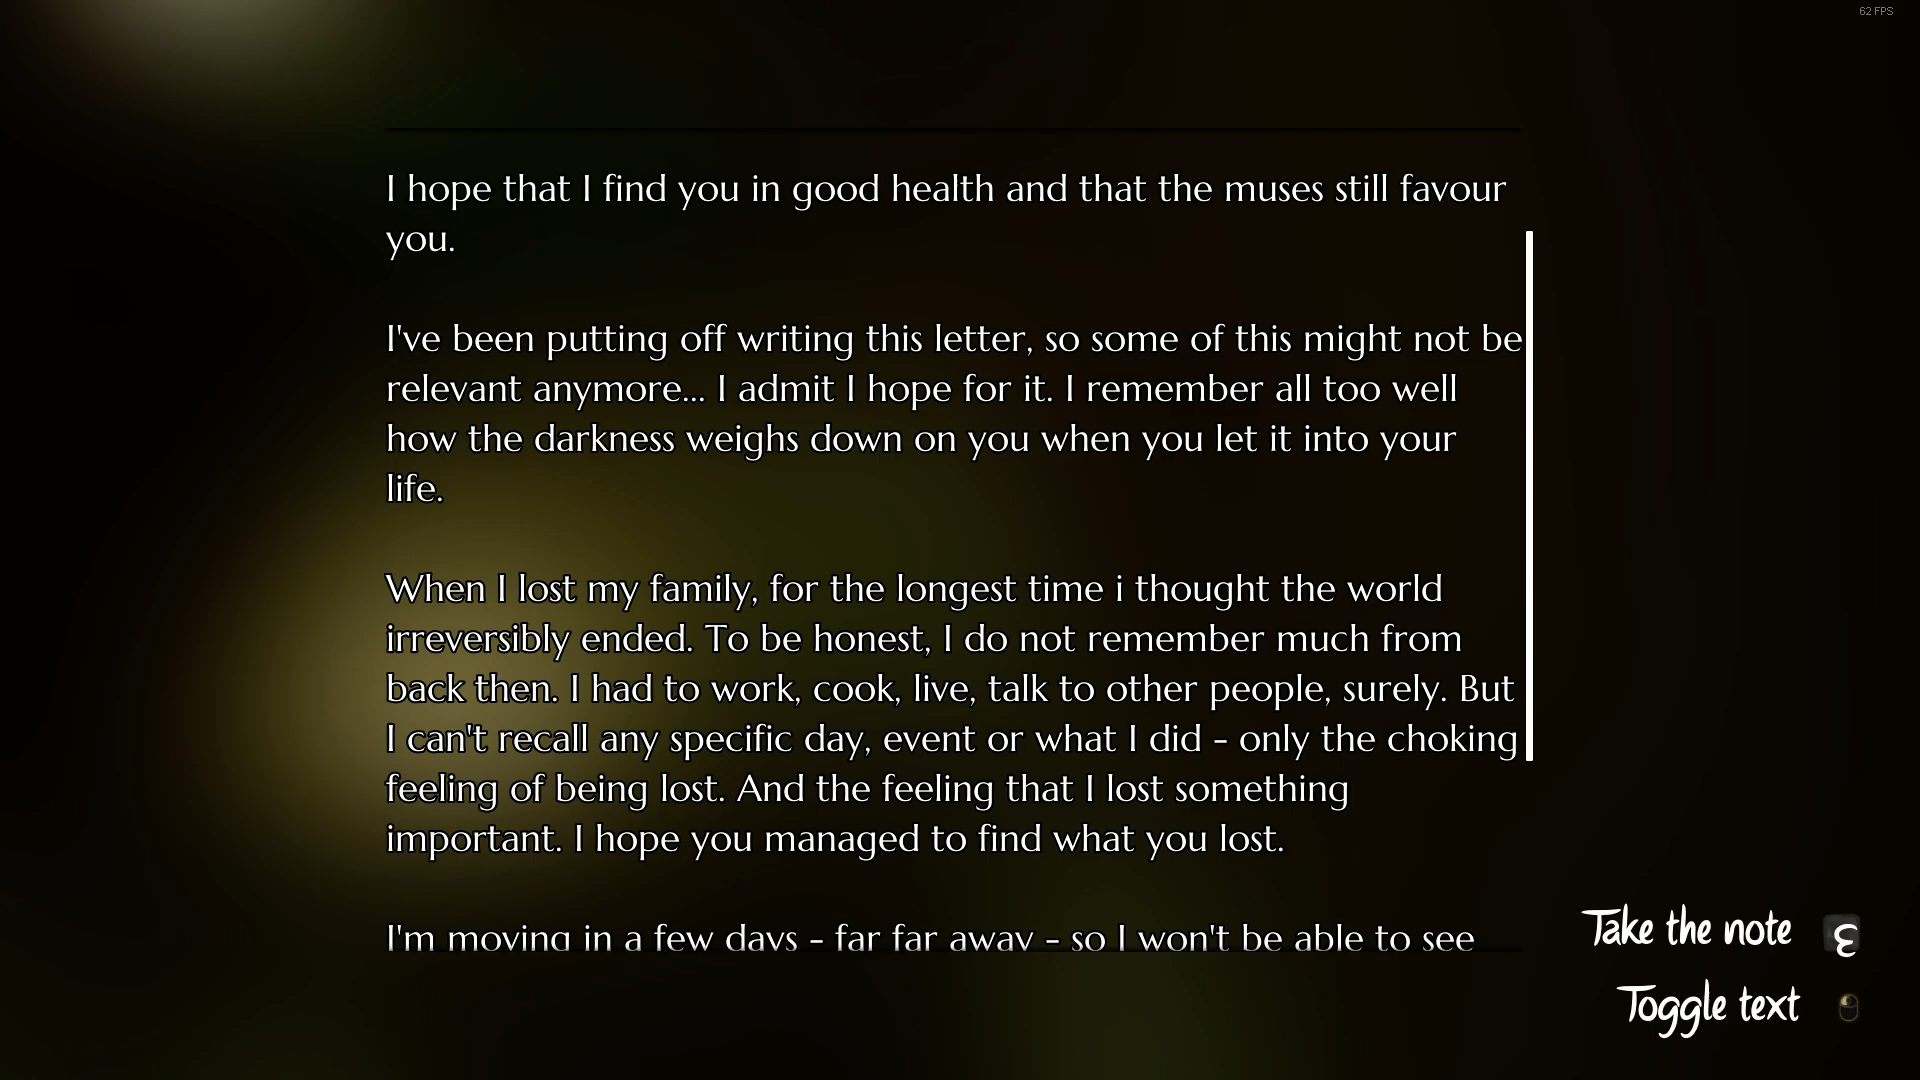 62 FPS
I hope that I find you in good health and that the muses still favour
you.
I've been putting off writing this letter, so some of this might not be
relevant anymore... I admit I hope for it. I remember all too well
how the darkness weighs down on you when you let it into your
life.
When I lost my family, for the longest time i thought the world
irreversibly ended. To be honest, I do not remember much from
back then. I had to work, cook, live, talk to other people, surely. But
I can't recall any specific day, event or what I did - only the choking
feeling of being lost. And the feeling that I lost something
important. I hope you managed to find what you lost.
I'm moving in a few days - far far away - so I won't be able to see
Take the note E
Toggle text